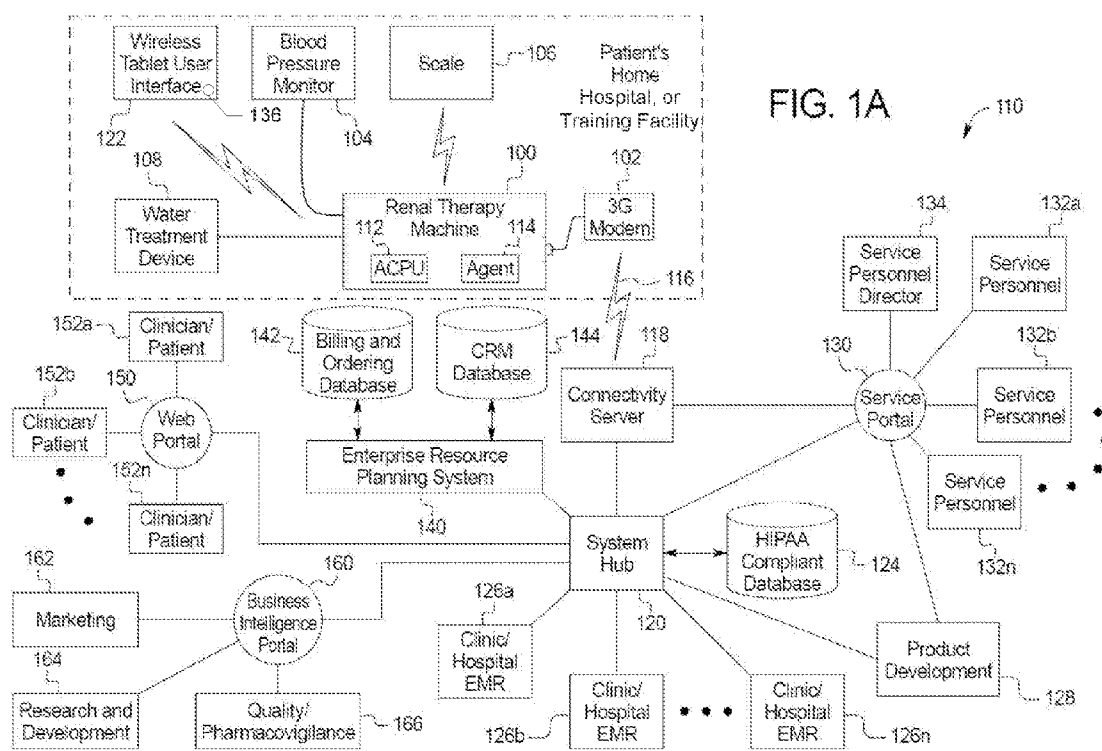 Wireless
Tablet User
Interface
136
122
Blood
Pressure
Monitor
104
Scale
106
Patient's
Home
Hospital, or
Training Facility
FIG. 1A
110
108
Water
Treatment
Device
100
Renal Therapy
Machine
112
ACPU
114
Agent
102
3G
Modem
116
134
Service
Personnel
Director
132a
Service
Personnel
152a
Clinician/
Patient
142
Billing and
Ordering
Database
CRM
Database
144
118
Connectivity
Server
130
Service
Portal
132b
Service
Personnel
152b
Clinician/
Patient
150
Web
Portal
Enterprise Resource
Planning System
140
152n
Clinician/
Patient
Service
Personnel
132n
System
Hub
120
HIPAA
Compliant
Database
124
162
Marketing
160
Business
Intelligence
Portal
126a
Clinic/
Hospital
EMR
Product
Development
128
164
Research and
Development
Quality/
Pharmacovigilance
166
Clinic/
Hospital
EMR
126b
Clinic/
Hospital
EMR
126n